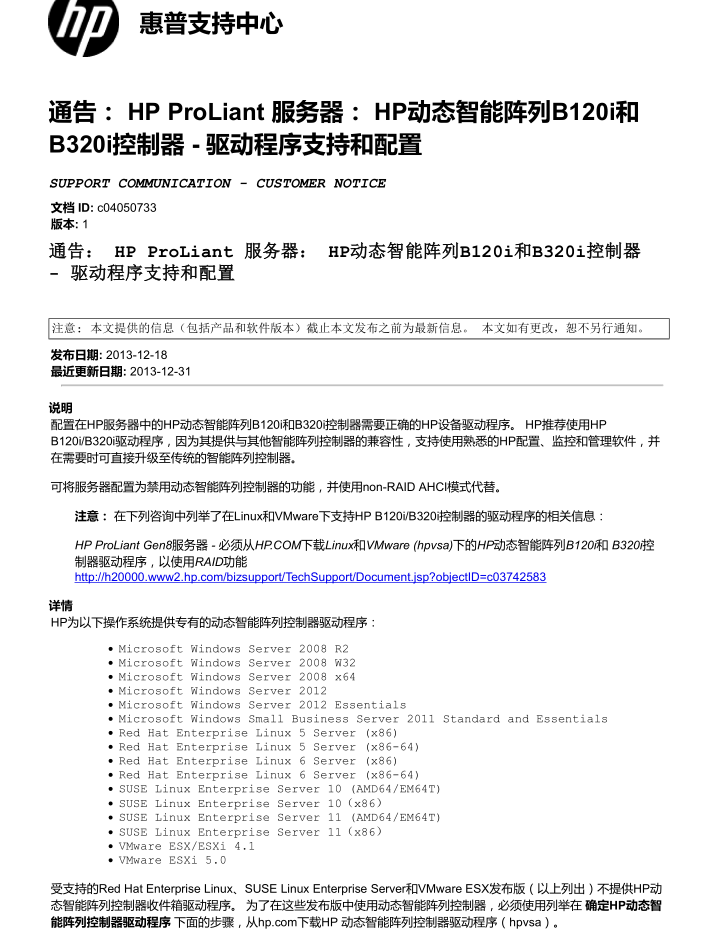 hp 惠普支持中心
通告： HP ProLiant 服务器： HP动态智能阵列B120i和
B320i控制器 - 驱动程序支持和配置
SUPPORT COMMUNICATION - CUSTOMER NOTICE
文档 ID: c04050733
版本: 1
通告： HP ProLiant 服务器： HP动态智能阵列B120i和B320i控制器
- 驱动程序支持和配置
注意：本文提供的信息（包括产品和软件版本）截止本文发布之前为最新信息。 本文如有更改，恕不另行通知。
发布日期: 2013-12-18
最近更新日期: 2013-12-31
说明
配置在HP服务器中的HP动态智能阵列B120i和B320i控制器需要正确的HP设备驱动程序。 HP推荐使用HP
B120i/B320i驱动程序，因为其提供与其他智能阵列控制器的兼容性，支持使用熟悉的HP配置、监控和管理软件，并
在需要时可直接升级至传统的智能阵列控制器。
可将服务器配置为禁用动态智能阵列控制器的功能，并使用non-RAID AHCI模式代替。
注意： 在下列咨询中列举了在Linux和VMware下支持HP B120i/B320i控制器的驱动程序的相关信息：
HP ProLiant Gen8服务器 - 必须从HP.COM下载Linux和VMware (hpvsa)下的HP动态智能阵列B120i和 B320i控
制器驱动程序，以使用RAID功能
http://h20000.www2.hp.com/bizsupport/TechSupport/Document.jsp?objectID=c03742583
详情
HP为以下操作系统提供专有的动态智能阵列控制器驱动程序：
• Microsoft Windows Server 2008 R2
• Microsoft Windows Server 2008 W32
• Microsoft Windows Server 2008 x64
• Microsoft Windows Server 2012
• Microsoft Windows Server 2012 Essentials
• Microsoft Windows Small Business Server 2011 Standard and Essentials
• Red Hat Enterprise Linux 5 Server (x86)
• Red Hat Enterprise Linux 5 Server (x86-64)
• Red Hat Enterprise Linux 6 Server (x86)
• Red Hat Enterprise Linux 6 Server (x86-64)
• SUSE Linux Enterprise Server 10 (AMD64/EM64T)
• SUSE Linux Enterprise Server 10（x86）
• SUSE Linux Enterprise Server 11 (AMD64/EM64T)
• SUSE Linux Enterprise Server 11（x86）
• VMware ESX/ESXi 4.1
• VMware ESXi 5.0
受支持的Red Hat Enterprise Linux、SUSE Linux Enterprise Server和VMware ESX发布版（以上列出）不提供HP动
态智能阵列控制器收件箱驱动程序。 为了在这些发布版中使用动态智能阵列控制器，必须使用列举在 确定HP动态智
能阵列控制器驱动程序 下面的步骤，从hp.com下载HP 动态智能阵列控制器驱动程序（hpvsa）。